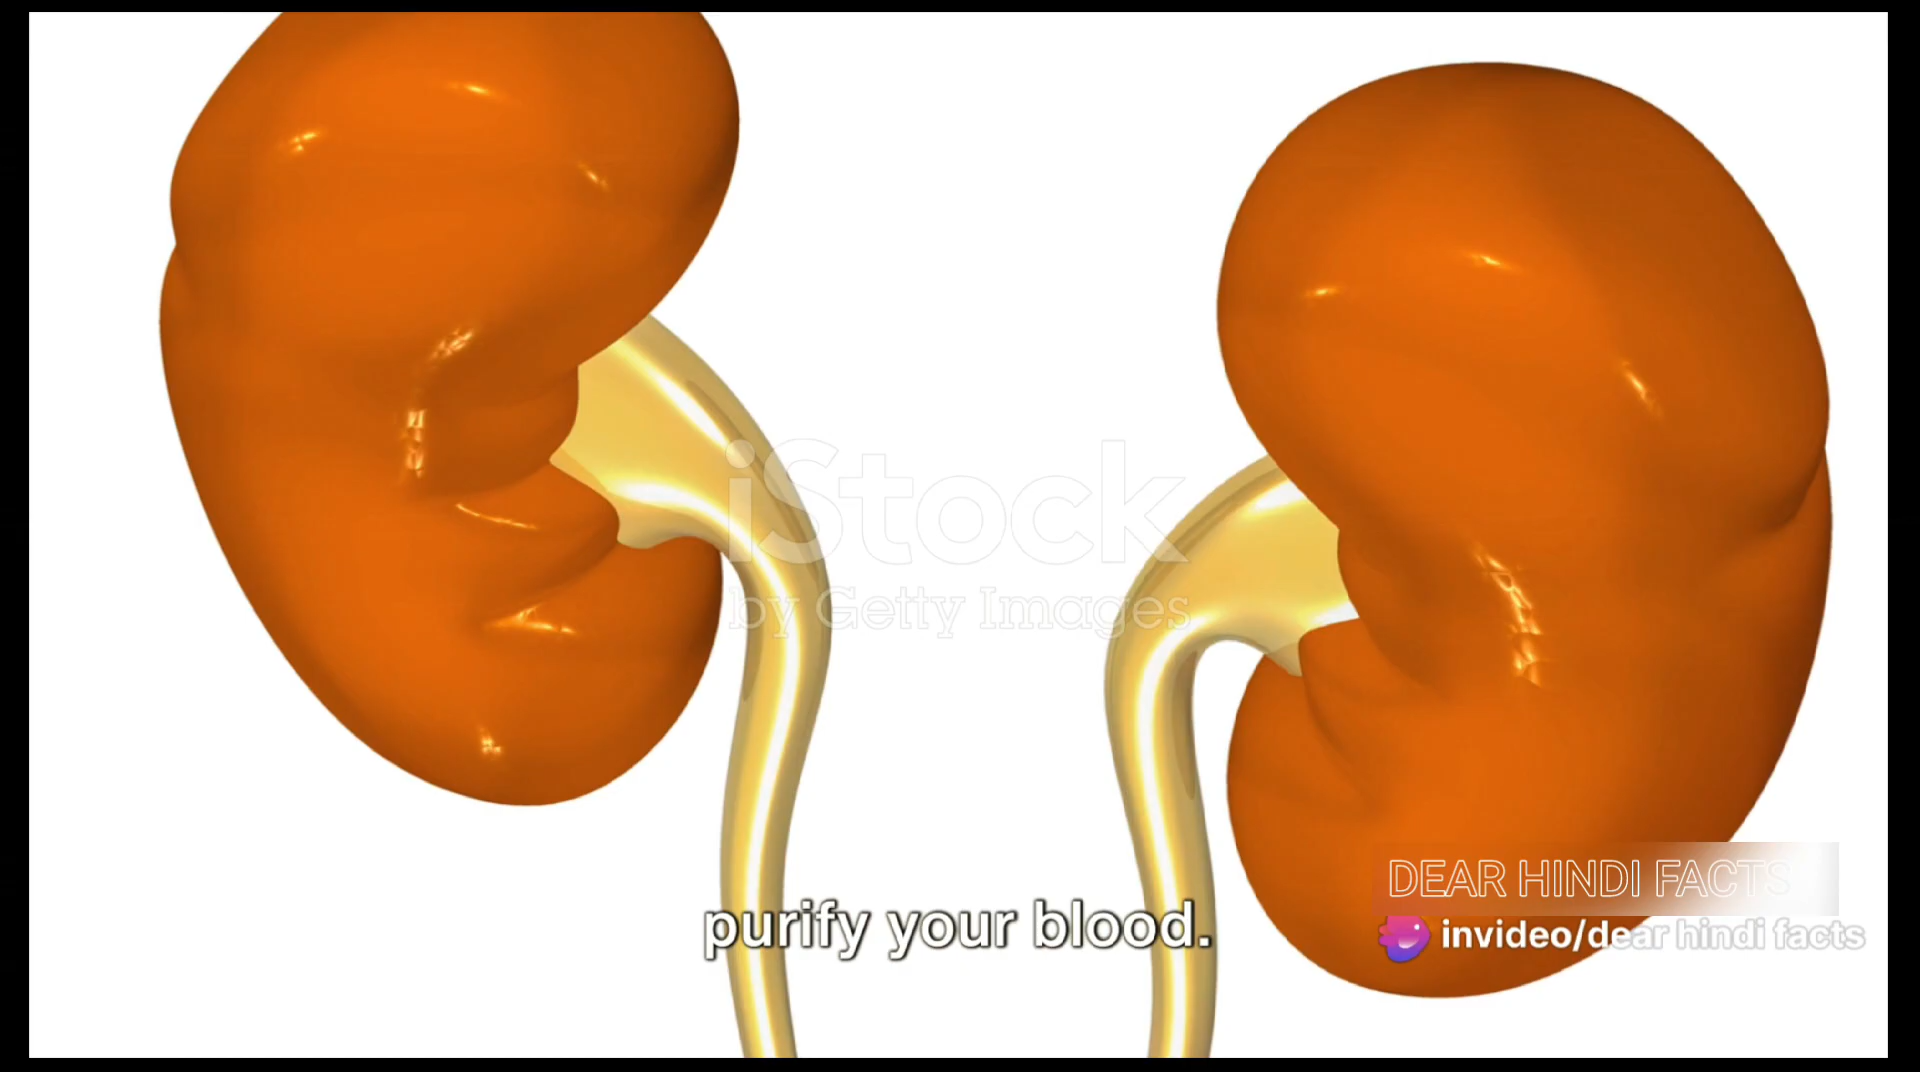 iStock
by Getty Images
purify your blood.
DEAR HINDI FACTS
invideo/dear hindi facts